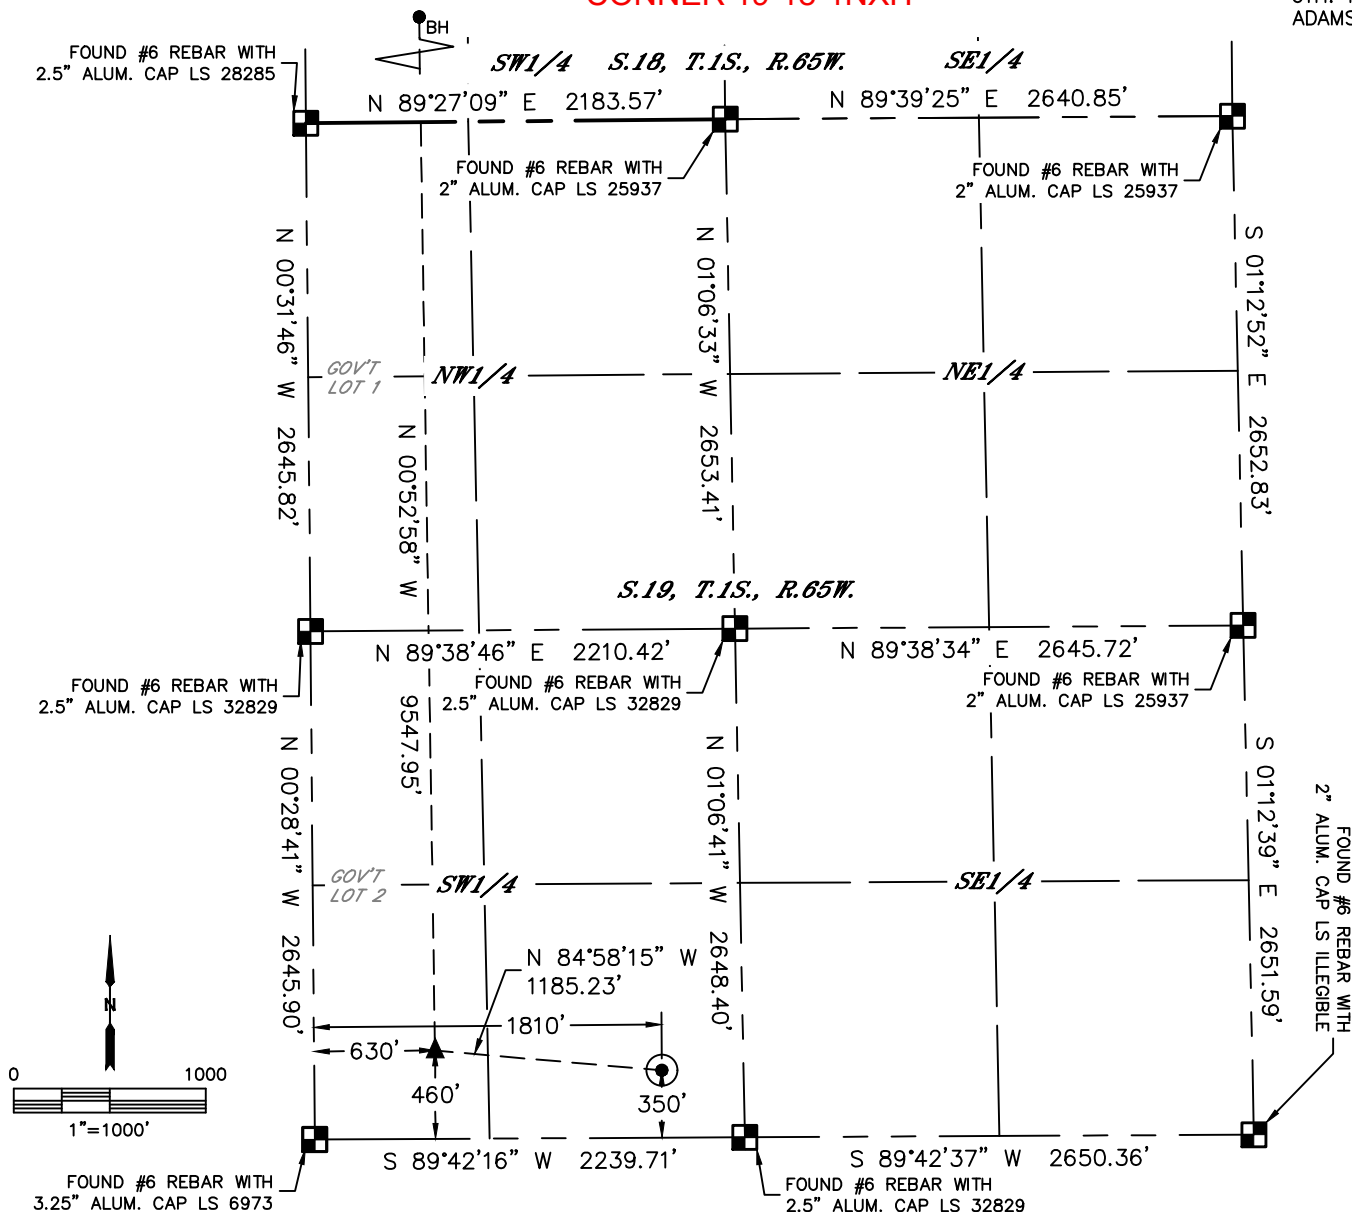 ADAMS
BH
FOUND #6 REBAR WITH
2.5" ALUM. CAP LS 28285
SW1/4 S.18, T.1S., R.65W. SE1/4
N 89°27'09" E 2183.57'
N 89°39'25" E 2640.85'
FOUND #6 REBAR WITH
2" ALUM. CAP LS 25937
FOUND #6 REBAR WITH
2" ALUM. CAP LS 25937
N 00°31'46" W 2645.82'
N 01°06'33" W 2653.41'
S 01°12'52" E 2652.83'
GOV'T
LOT 1
NW1/4
NE1/4
N 00°52'58" W 9547.95'
S.19, T.1S., R.65W.
N 89°38'46" E 2210.42'
N 89°38'34" E 2645.72'
FOUND #6 REBAR WITH
2.5" ALUM. CAP LS 32829
FOUND #6 REBAR WITH
2.5" ALUM. CAP LS 32829
FOUND #6 REBAR WITH
2" ALUM. CAP LS 25937
N 00°28'41" W 2645.90'
N 01°06'41" W 2648.40'
S 01°12'39" E 2651.59'
FOUND #6 REBAR WITH
2" ALUM. CAP LS ILLEGIBLE
GOV'T
LOT 2
SW1/4
SE1/4
N 84°58'15" W
1185.23'
1810'
630'
460'
350'
N
0 1000
1"=1000'
S 89°42'16" W 2239.71'
S 89°42'37" W 2650.36'
FOUND #6 REBAR WITH
3.25" ALUM. CAP LS 6973
FOUND #6 REBAR WITH
2.5" ALUM. CAP LS 32829